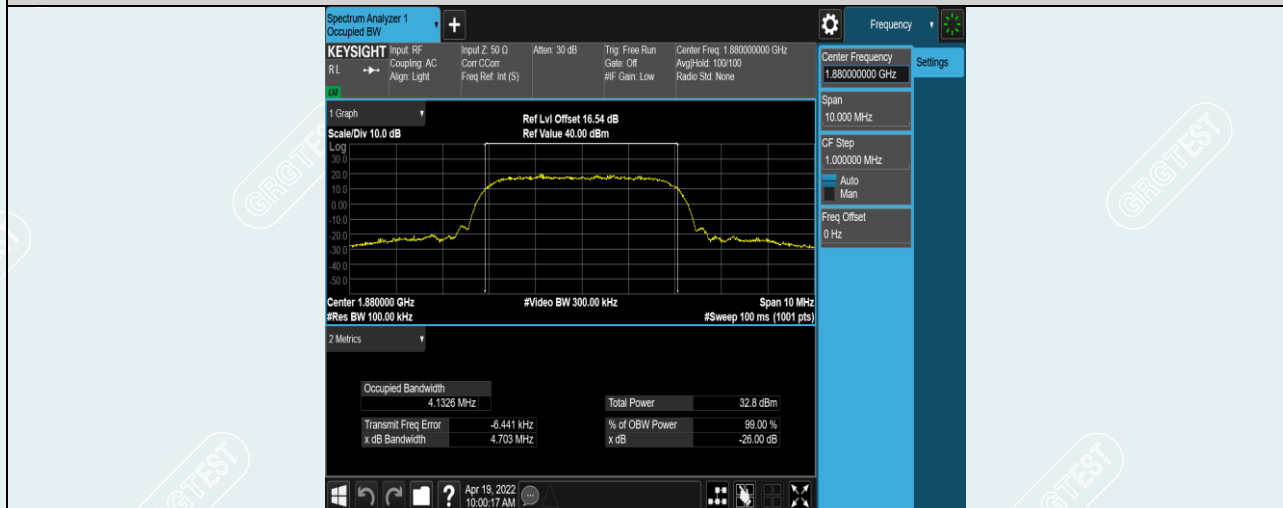 Spectrum Analyzer 1
Occupied BW
+
Frequency
KEYSIGHT Input: RF Input Z: 50 Ω Atten: 30 dB Trig: Free Run Center Freq: 1.880000000 GHz
RL Coupling: AC Corr CCorr Gate: Off Avg|Hold: 100/100
Align: Light Freq Ref: Int (S) #IF Gain: Low Radio Std: None
LXI
Center Frequency
1.880000000 GHz
Settings
Span
10.000 MHz
CF Step
1.000000 MHz
Auto
Man
Freq Offset
0 Hz
1 Graph
Ref Lvl Offset 16.54 dB
Scale/Div 10.0 dB Ref Value 40.00 dBm
Log
30.0
20.0
10.0
0.00
-10.0
-20.0
-30.0
-40.0
-50.0
Center 1.880000 GHz #Video BW 300.00 kHz Span 10 MHz
#Res BW 100.00 kHz #Sweep 100 ms (1001 pts)
2 Metrics
Occupied Bandwidth
4.1326 MHz
Total Power 32.8 dBm
Transmit Freq Error -6.441 kHz % of OBW Power 99.00 %
x dB Bandwidth 4.703 MHz x dB -26.00 dB
?
Apr 19, 2022
10:00:17 AM
GRGTEST
GRGTEST
GRGTEST
GRGTEST